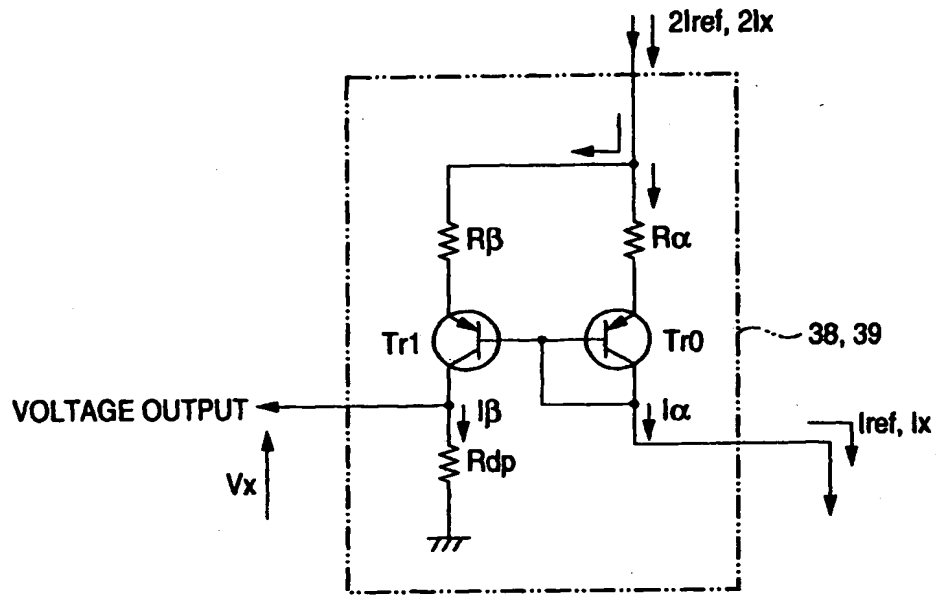 2Iref, 2Ix
Rβ
Rα
Tr1
Tr0
38, 39
VOLTAGE OUTPUT
Iβ
Iα
Iref, Ix
Rdp
Vx